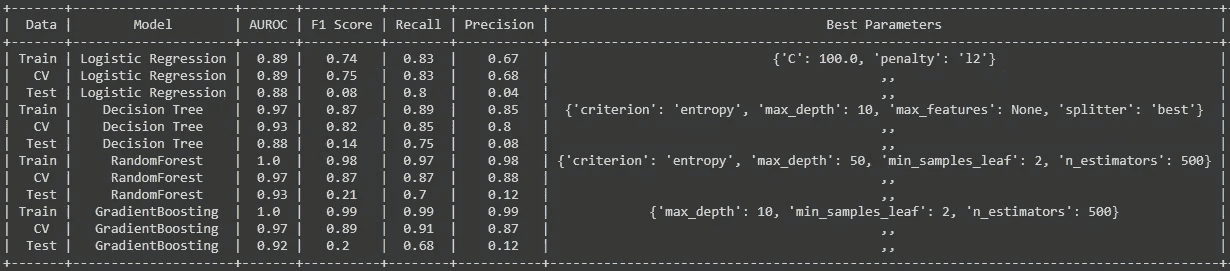 +-------+---------------------+-------+----------+--------+-----------+--------------------------------------------------------------------------------------+
| Data | Model | AUROC | F1 Score | Recall | Precision | Best Parameters |
+-------+---------------------+-------+----------+--------+-----------+--------------------------------------------------------------------------------------+
| Train | Logistic Regression | 0.89 | 0.74 | 0.83 | 0.67 | {'C': 100.0, 'penalty': 'l2'} |
| CV | Logistic Regression | 0.89 | 0.75 | 0.83 | 0.68 | ,, |
| Test | Logistic Regression | 0.88 | 0.08 | 0.8 | 0.04 | ,, |
| Train | Decision Tree | 0.97 | 0.87 | 0.89 | 0.85 | {'criterion': 'entropy', 'max_depth': 10, 'max_features': None, 'splitter': 'best'} |
| CV | Decision Tree | 0.93 | 0.82 | 0.85 | 0.8 | ,, |
| Test | Decision Tree | 0.88 | 0.14 | 0.75 | 0.08 | ,, |
| Train | RandomForest | 1.0 | 0.98 | 0.97 | 0.98 | {'criterion': 'entropy', 'max_depth': 50, 'min_samples_leaf': 2, 'n_estimators': 500} |
| CV | RandomForest | 0.97 | 0.87 | 0.87 | 0.88 | ,, |
| Test | RandomForest | 0.93 | 0.21 | 0.7 | 0.12 | ,, |
| Train | GradientBoosting | 1.0 | 0.99 | 0.99 | 0.99 | {'max_depth': 10, 'min_samples_leaf': 2, 'n_estimators': 500} |
| CV | GradientBoosting | 0.97 | 0.89 | 0.91 | 0.87 | ,, |
| Test | GradientBoosting | 0.92 | 0.2 | 0.68 | 0.12 | ,, |
+-------+---------------------+-------+----------+--------+-----------+--------------------------------------------------------------------------------------+